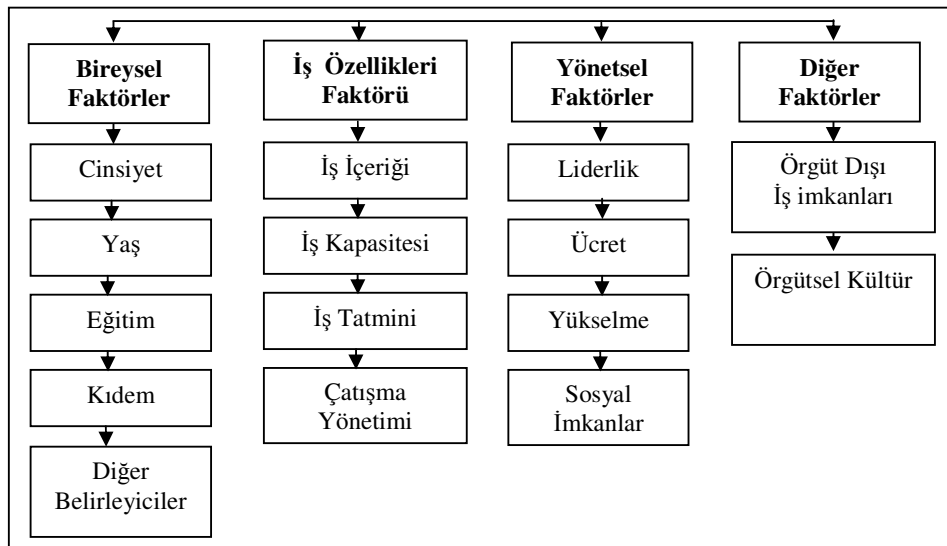 Bireysel
Faktörler
Cinsiyet
Yaş
Eğitim
Kıdem
Diğer
Belirleyiciler
İş Özellikleri
Faktörü
İş İçeriği
İş Kapasitesi
İş Tatmini
Çatışma
Yönetimi
Yönetsel
Faktörler
Liderlik
Ücret
Yükselme
Sosyal
İmkanlar
Diğer
Faktörler
Örgüt Dışı
İş imkanları
Örgütsel Kültür